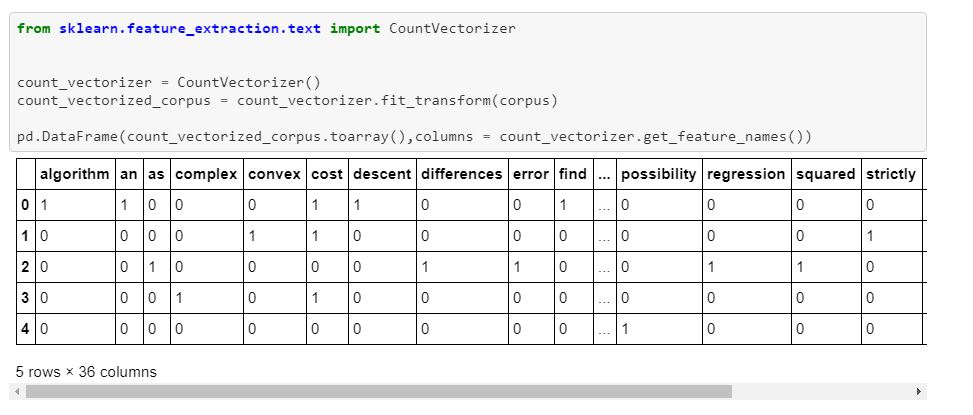 from sklearn.feature_extraction.text import CountVectorizer
count_vectorizer = CountVectorizer()
count_vectorized_corpus = count_vectorizer.fit_transform(corpus)
pd.DataFrame(count_vectorized_corpus.toarray(),columns = count_vectorizer.get_feature_names())
algorithm an as complex convex cost descent differences error find ... possibility regression squared strictly
0 1 1 0 0 0 1 1 0 0 1 ... 0 0 0 0
1 0 0 0 0 1 1 0 0 0 0 ... 0 0 0 1
2 0 0 1 0 0 0 0 1 1 0 ... 0 1 1 0
3 0 0 0 1 0 1 0 0 0 0 ... 0 0 0 0
4 0 0 0 0 0 0 0 0 0 0 ... 1 0 0 0
5 rows × 36 columns